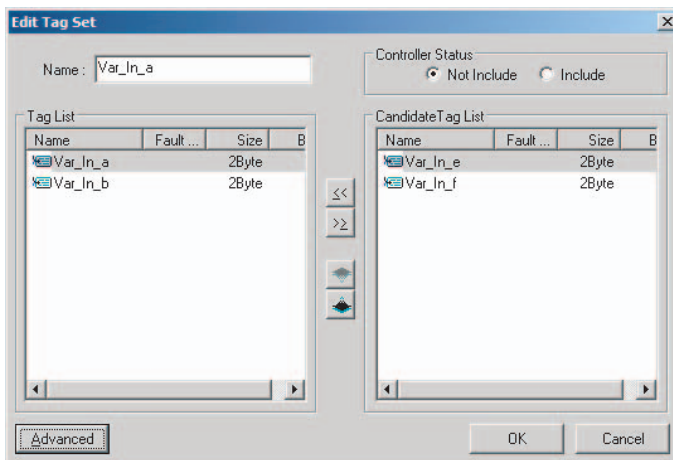 Edit Tag Set
Name : Var_In_a
Controller Status
Not Include Include
Tag List
Name Fault ... Size B
Var_In_a 2Byte
Var_In_b 2Byte
<<
>>
CandidateTag List
Name Fault ... Size B
Var_In_e 2Byte
Var_In_f 2Byte
Advanced
OK Cancel